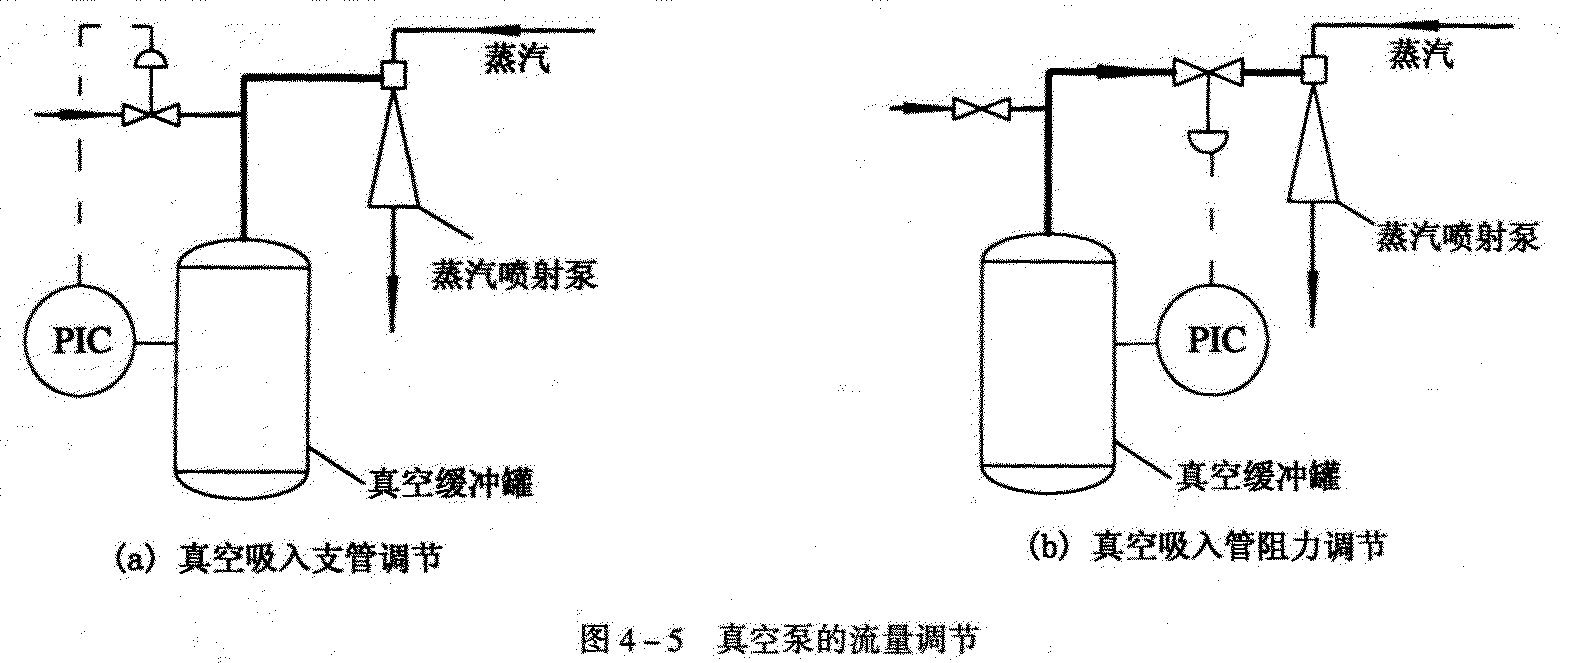 蒸汽
蒸汽喷射泵
PIC
真空缓冲罐
(a) 真空吸入支管调节
蒸汽
蒸汽喷射泵
PIC
真空缓冲罐
(b) 真空吸入管阻力调节
图 4-5 真空泵的流量调节